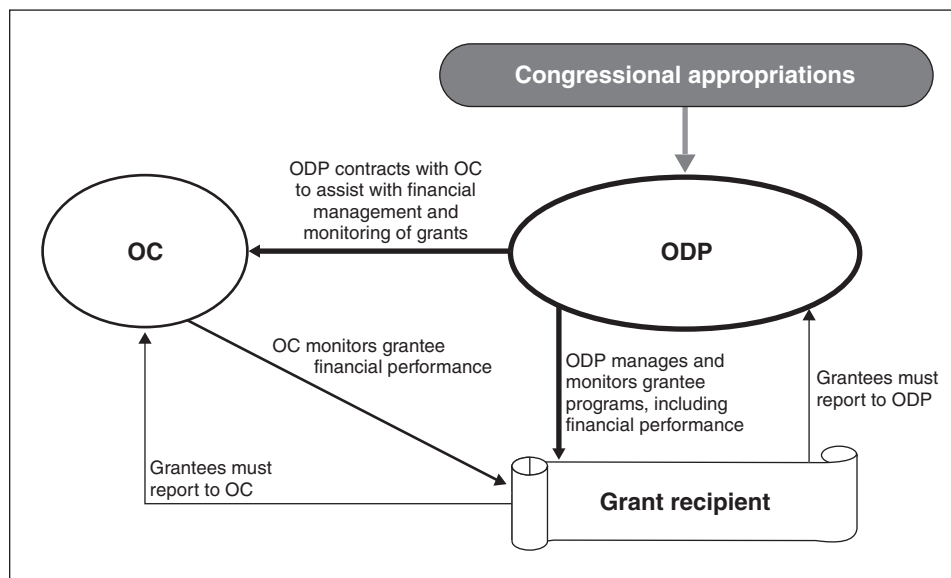 Congressional appropriations
ODP contracts with OC
to assist with financial
management and
monitoring of grants
OC
ODP
OC monitors grantee
financial performance
ODP manages and
monitors grantee
programs, including
financial performance
Grantees must
report to ODP
Grantees must
report to OC
Grant recipient